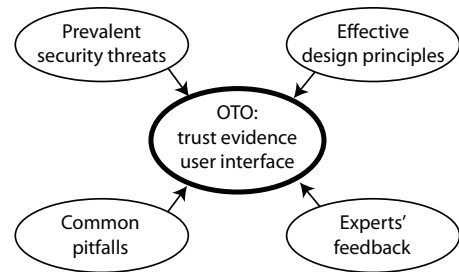 Prevalent
security threats
Effective
design principles
OTO:
trust evidence
user interface
Common
pitfalls
Experts'
feedback